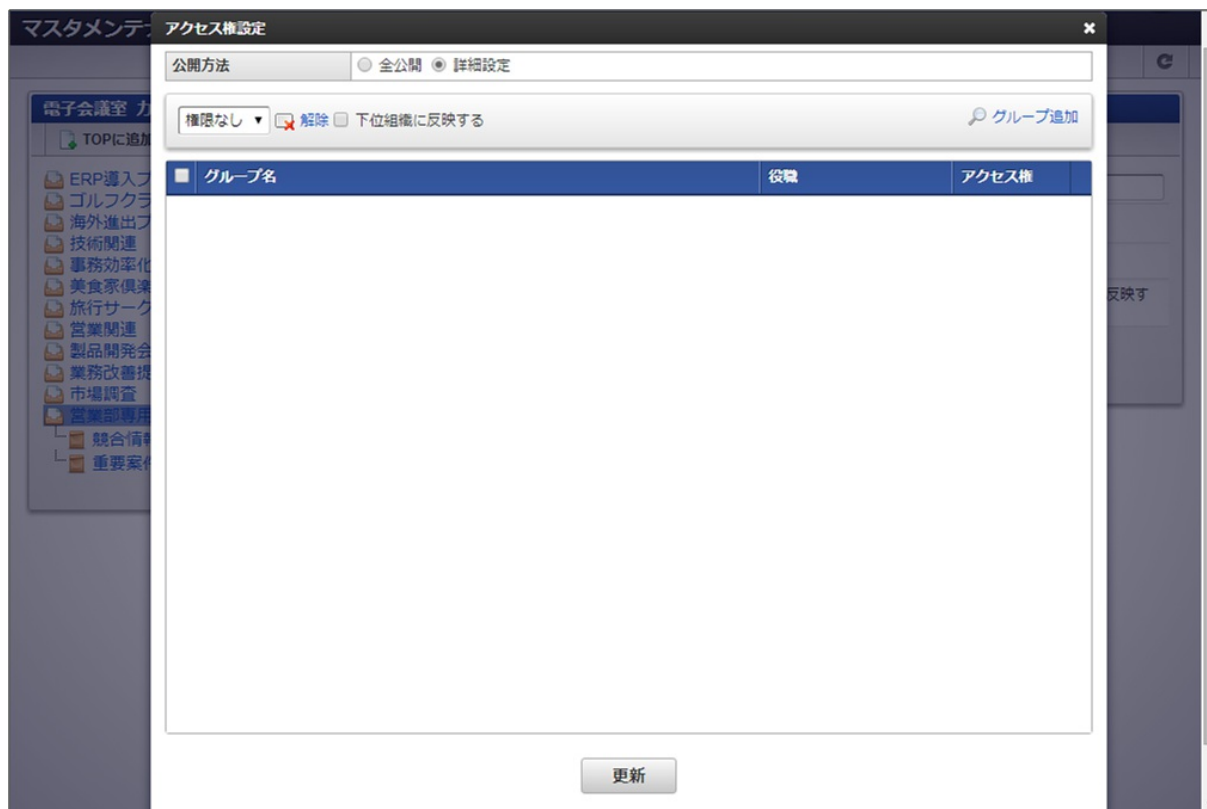 マスタメンテナ
アクセス権設定
公開方法 全公開 詳細設定
電子会議室 カ
TOPに追加
権限なし 解除 下位組織に反映する グループ追加
グループ名 役職 アクセス権
ERP導入プ
ゴルフクラ
海外進出プ
技術関連
事務効率化
美食家倶楽
旅行サーク
営業関連
製品開発会
業務改善提
市場調査
営業部専用
競合情報
重要案件
反映す
更新